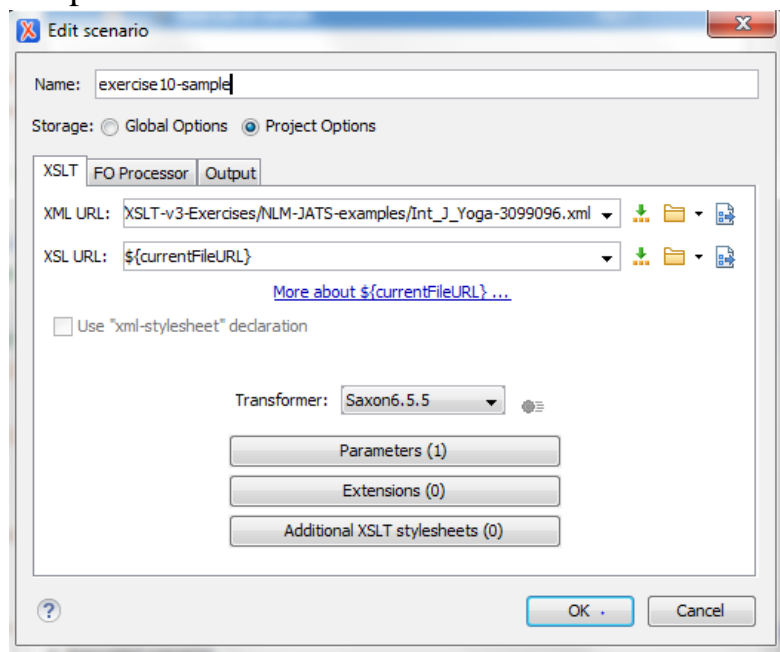 Edit scenario
Name: exercise10-sample
Storage: Global Options Project Options
XSLT FO Processor Output
XML URL: XSLT-v3-Exercises/NLM-JATS-examples/Int_J_Yoga-3099096.xml
XSL URL: ${currentFileURL}
More about ${currentFileURL} ...
Use "xml-stylesheet" declaration
Transformer: Saxon6.5.5
Parameters (1)
Extensions (0)
Additional XSLT stylesheets (0)
OK Cancel